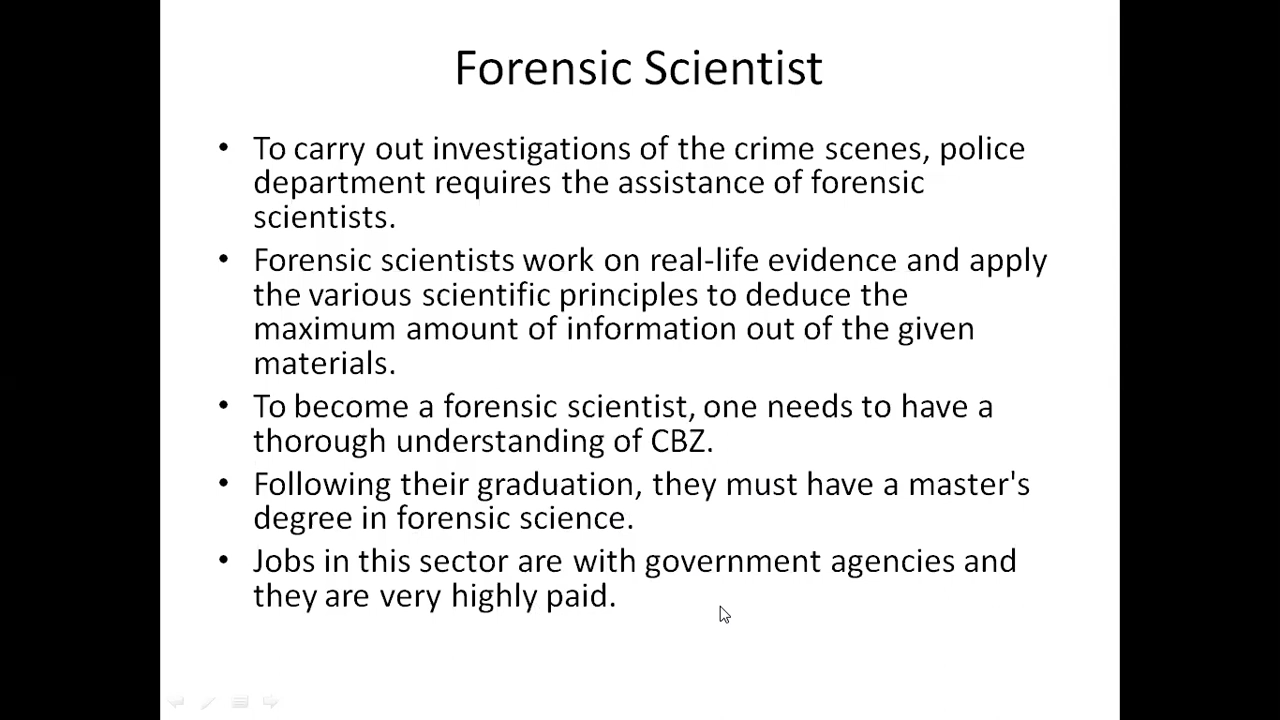 Forensic Scientist
• To carry out investigations of the crime scenes, police
department requires the assistance of forensic
scientists.
• Forensic scientists work on real-life evidence and apply
the various scientific principles to deduce the
maximum amount of information out of the given
materials.
• To become a forensic scientist, one needs to have a
thorough understanding of CBZ.
• Following their graduation, they must have a master's
degree in forensic science.
• Jobs in this sector are with government agencies and
they are very highly paid.